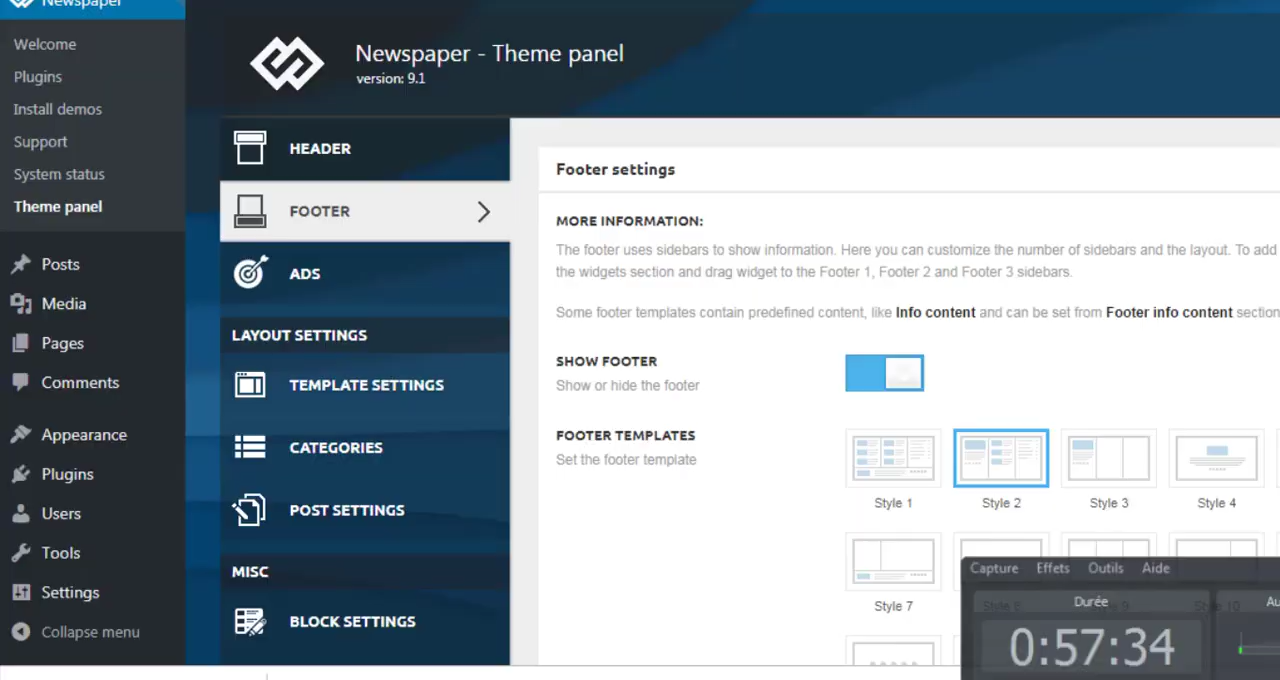 Newspaper
Welcome
Plugins
Install demos
Support
System status
Theme panel
Posts
Media
Pages
Comments
Appearance
Plugins
Users
Tools
Settings
Collapse menu
Newspaper - Theme panel
version: 9.1
HEADER
FOOTER
ADS
LAYOUT SETTINGS
TEMPLATE SETTINGS
CATEGORIES
POST SETTINGS
MISC
BLOCK SETTINGS
Footer settings
MORE INFORMATION:
The footer uses sidebars to show information. Here you can customize the number of sidebars and the layout. To add
the widgets section and drag widget to the Footer 1, Footer 2 and Footer 3 sidebars.
Some footer templates contain predefined content, like Info content and can be set from Footer info content section
SHOW FOOTER
Show or hide the footer
FOOTER TEMPLATES
Set the footer template
Style 1 Style 2 Style 3 Style 4
Style 7
Capture Effets Outils Aide
Durée
Au
0:57:34